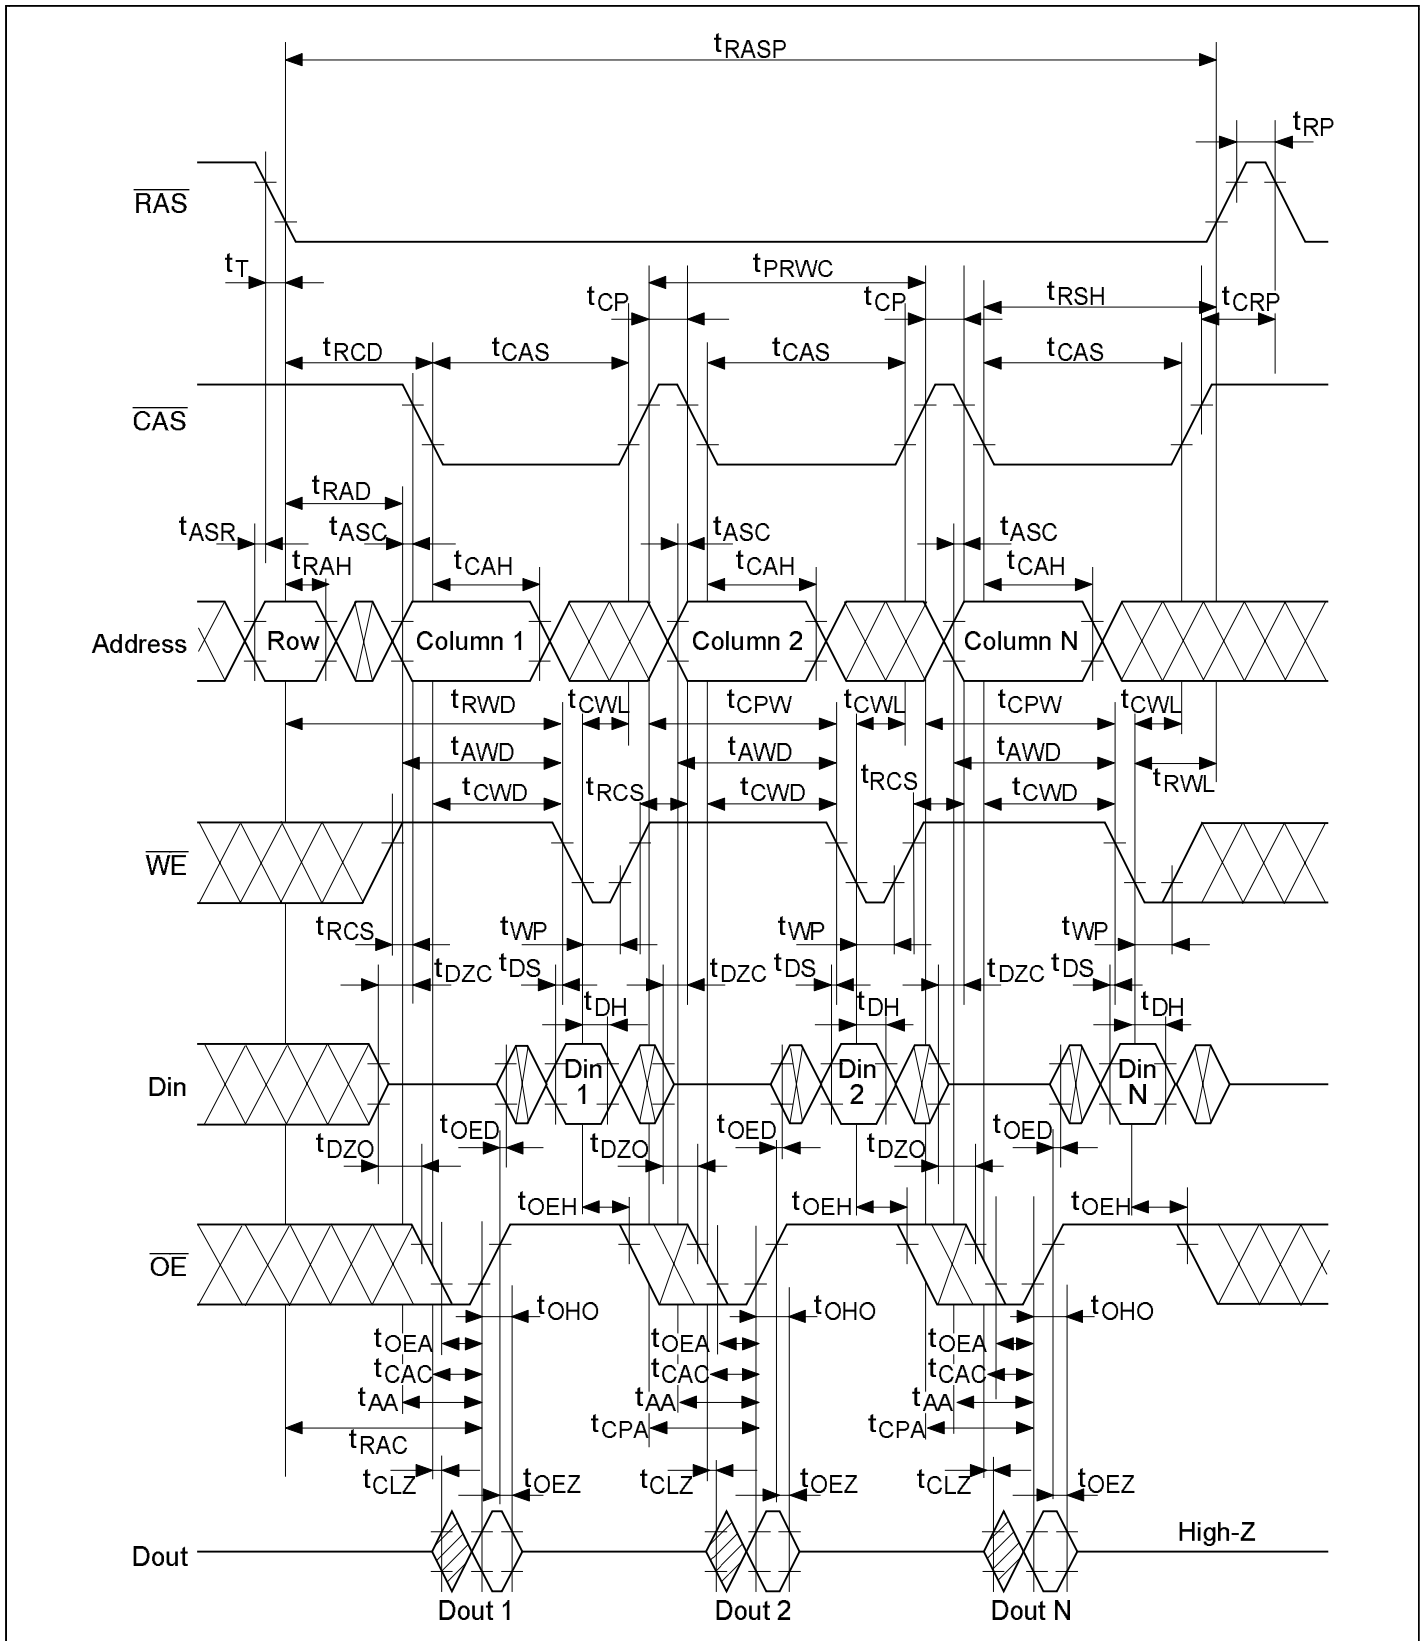 tRASP
tRP
RAS
tT
tPRWC
tCP
tCP
tRSH
tCRP
tRCD
tCAS
tCAS
tCAS
CAS
tRAD
tASR
tASC
tASC
tASC
tRAH
tCAH
tCAH
tCAH
Address
Row
Column 1
Column 2
Column N
tRWD
tCWL
tCPW
tCWL
tCPW
tCWL
tAWD
tAWD
tRCS
tAWD
tRWL
tCWD
tRCS
tCWD
tCWD
WE
tRCS
tWP
tWP
tWP
tDZC
tDS
tDZC
tDS
tDZC
tDS
tDH
tDH
tDH
Din
Din 1
Din 2
Din N
tDZO
tOED
tDZO
tOED
tDZO
tOED
tOEH
tOEH
tOEH
OE
tOHO
tOHO
tOHO
tOEA
tOEA
tOEA
tCAC
tCAC
tCAC
tAA
tAA
tAA
tRAC
tCPA
tCPA
tCLZ
tOEZ
tCLZ
tOEZ
tCLZ
tOEZ
High-Z
Dout
Dout 1
Dout 2
Dout N